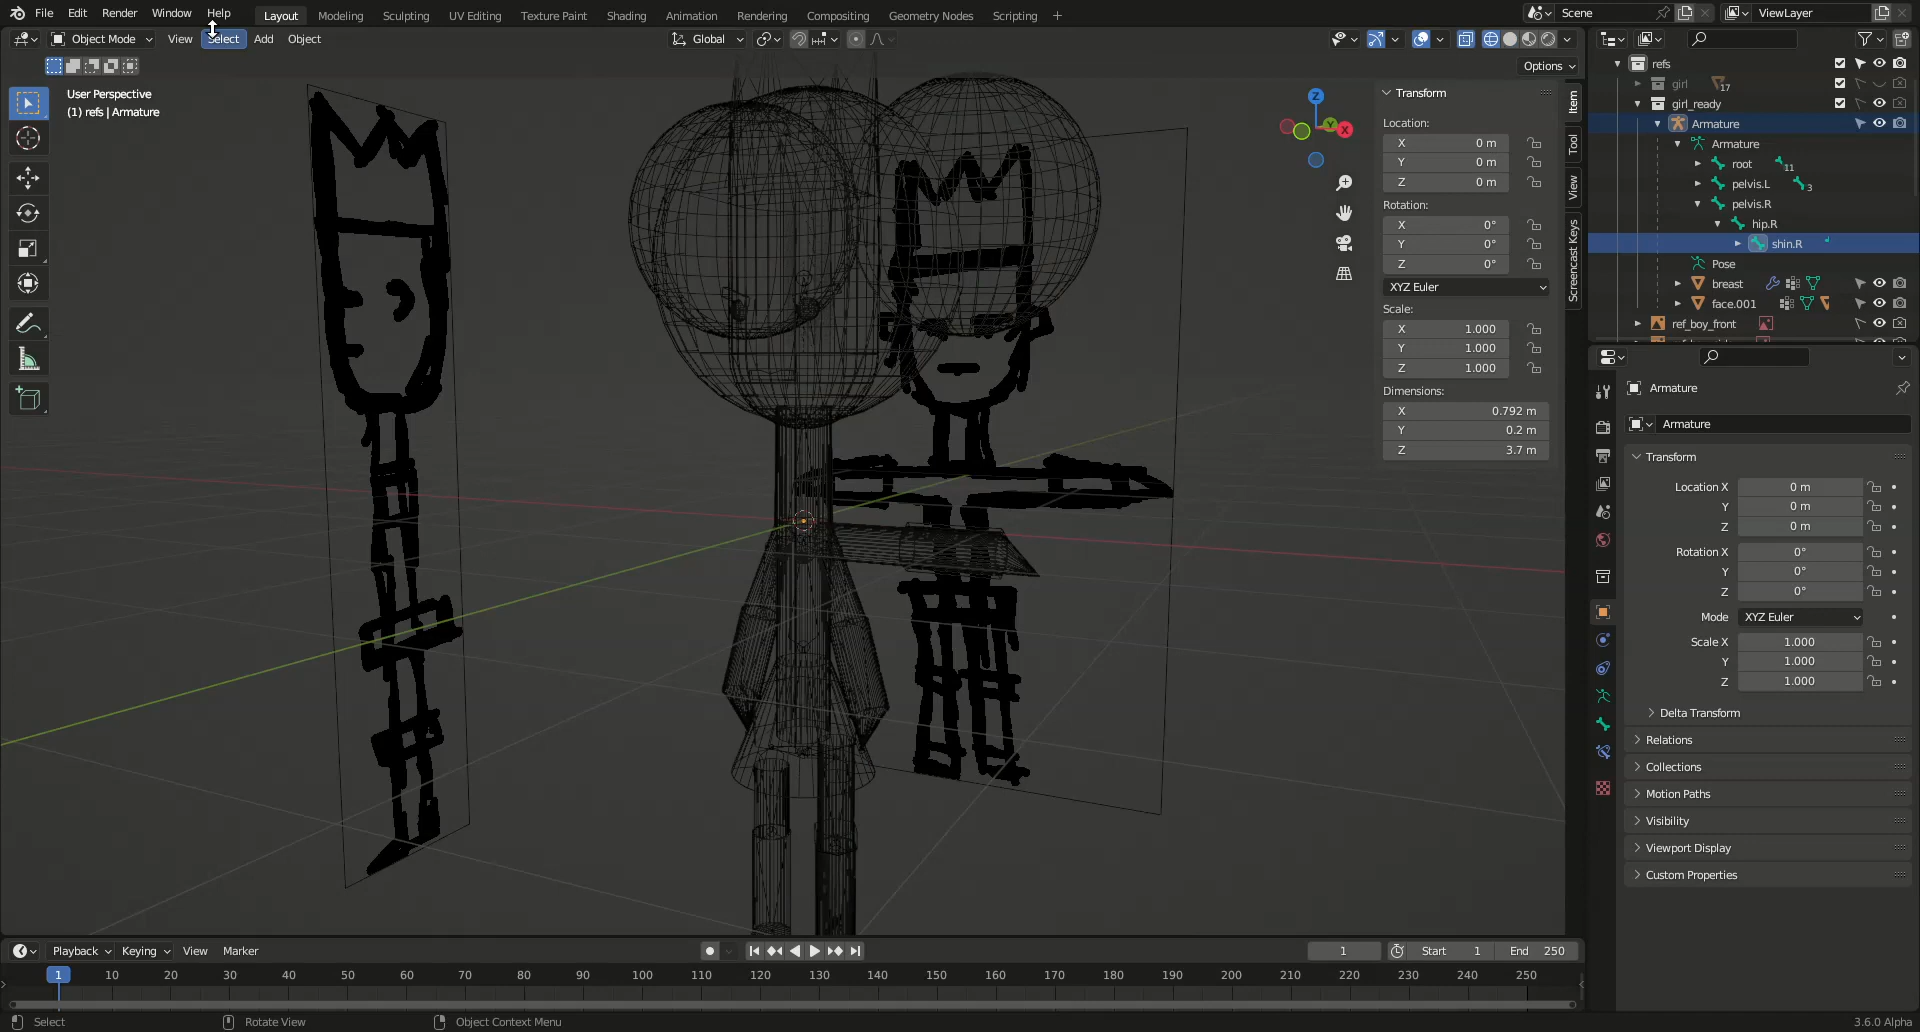 File Edit Render Window Help Layout Modeling Sculpting UV Editing Texture Paint Shading Animation Rendering Compositing Geometry Nodes Scripting + Scene ViewLayer
Object Mode View Select Add Object Global
Options
User Perspective
(1) refs | Armature
Z
Y
X
Transform
Location:
X 0 m
Y 0 m
Z 0 m
Rotation:
X 0°
Y 0°
Z 0°
XYZ Euler
Scale:
X 1.000
Y 1.000
Z 1.000
Dimensions:
X 0.792 m
Y 0.2 m
Z 3.7 m
Item
Tool
View
Screencast Keys
refs
girl 17
girl_ready
Armature
Armature
root 11
pelvis.L 3
pelvis.R
hip.R
shin.R
Pose
breast
face.001
ref_boy_front
Armature
Armature
Transform
Location X 0 m
Y 0 m
Z 0 m
Rotation X 0°
Y 0°
Z 0°
Mode XYZ Euler
Scale X 1.000
Y 1.000
Z 1.000
Delta Transform
Relations
Collections
Motion Paths
Visibility
Viewport Display
Custom Properties
Playback Keying View Marker 1 Start 1 End 250
1 10 20 30 40 50 60 70 80 90 100 110 120 130 140 150 160 170 180 190 200 210 220 230 240 250
Select Rotate View Object Context Menu 3.6.0 Alpha